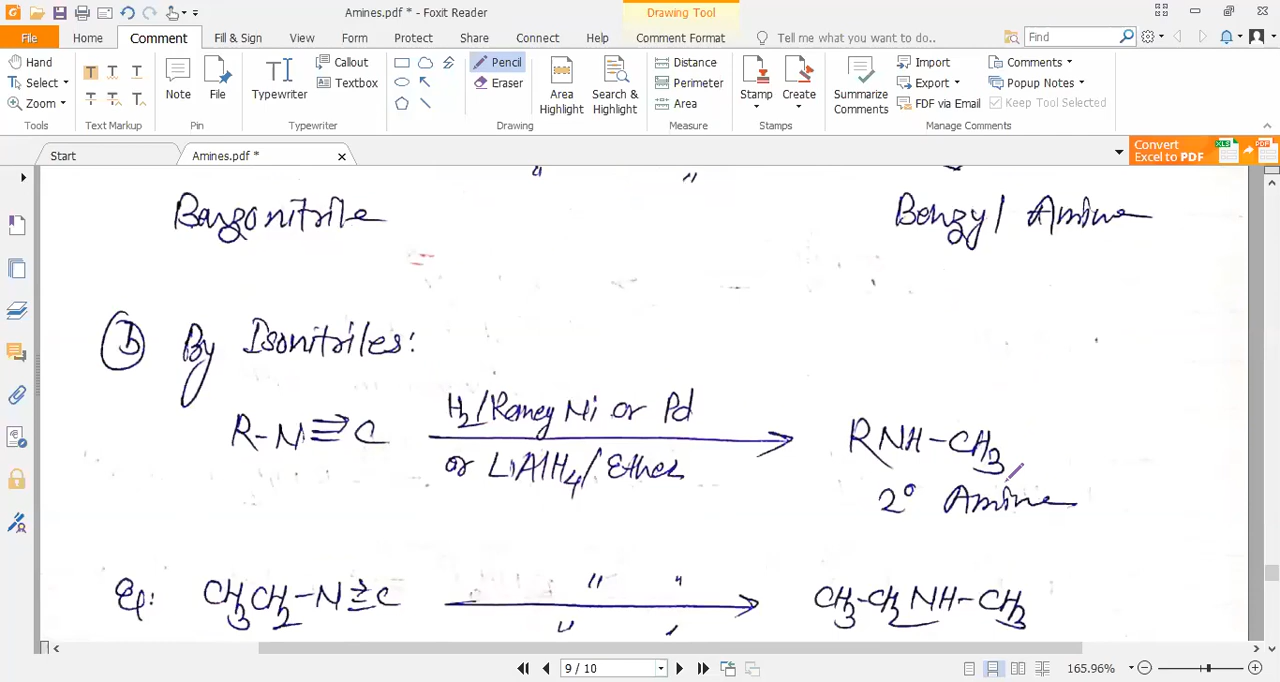 Amines.pdf * - Foxit Reader
Drawing Tool
File Home Comment Fill & Sign View Form Protect Share Connect Help Comment Format Tell me what you want to do.. Find
Hand
Select
Zoom
Tools
Text Markup
Note
File
Pin
Typewriter
Callout
Textbox
Typewriter
Pencil
Eraser
Drawing
Area Highlight
Search & Highlight
Distance
Perimeter
Area
Measure
Stamp
Create
Stamps
Summarize Comments
Import
Export
FDF via Email
Comments
Popup Notes
Keep Tool Selected
Manage Comments
Start
Amines.pdf *
Convert
Excel to PDF
" "
Benzonitrile Benzyl Amine
(b) By Isonitriles:
H2/Raney Ni or Pd
R-N≡C RNH-CH3
or LiAlH4/Ether
2° Amine
" "
Eg: CH3CH2-N≡C CH3-CH2NH-CH3
" "
9 / 10
165.96%